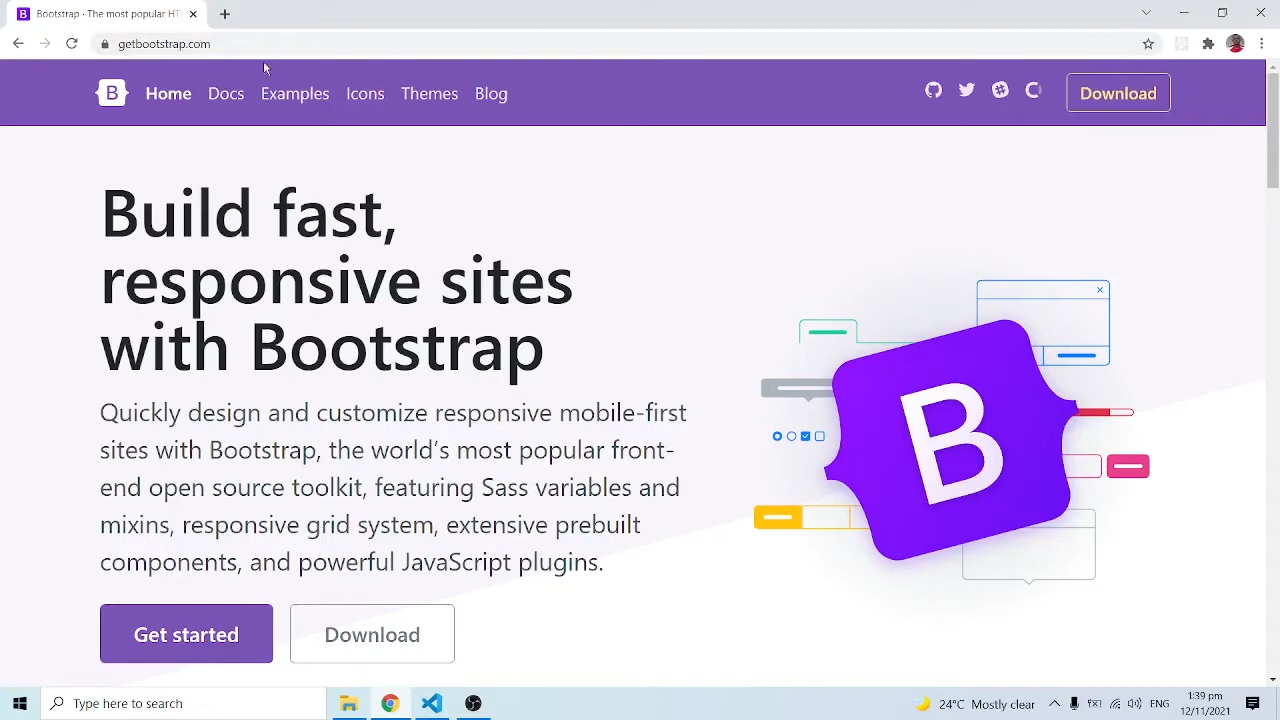 Bootstrap · The most popular HT
getbootstrap.com
B
Home
Docs
Examples
Icons
Themes
Blog
Download
Build fast,
responsive sites
with Bootstrap
Quickly design and customize responsive mobile-first
sites with Bootstrap, the world’s most popular front-
end open source toolkit, featuring Sass variables and
mixins, responsive grid system, extensive prebuilt
components, and powerful JavaScript plugins.
B
Get started
Download
Type here to search
24°C Mostly clear
1:39 pm
12/11/2021